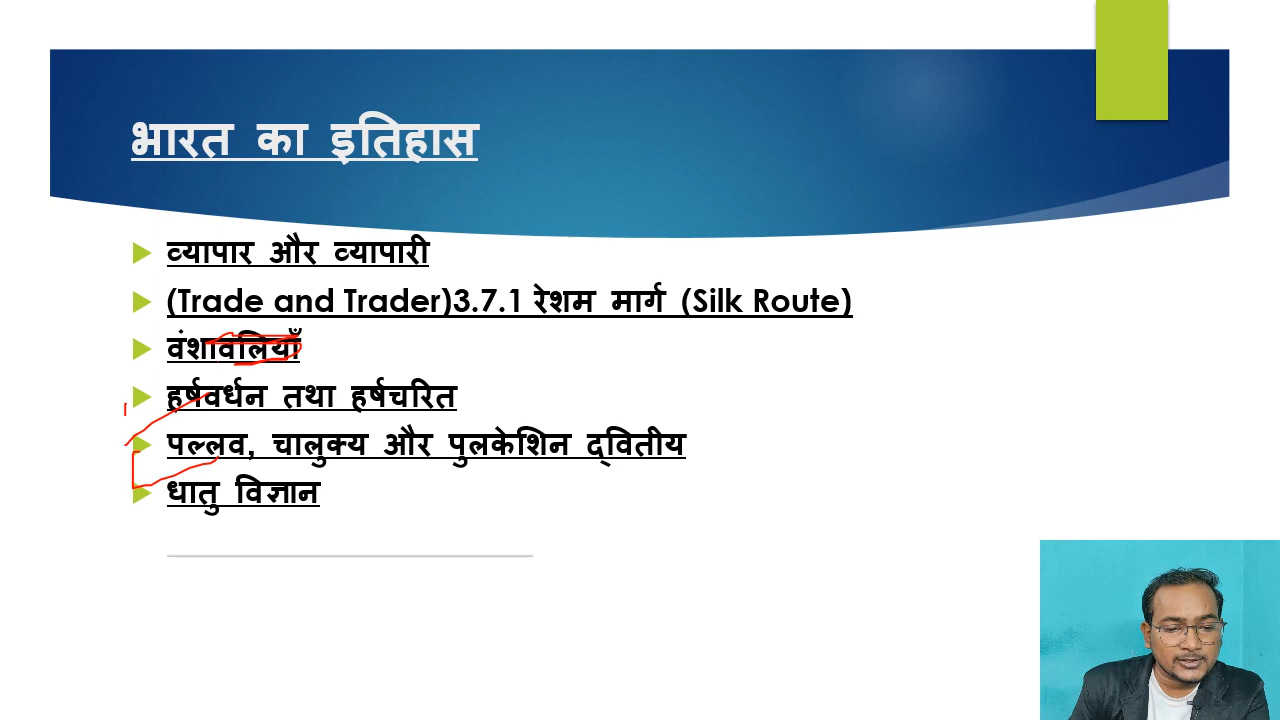 भारत का इतिहास
व्यापार और व्यापारी
(Trade and Trader)3.7.1 रेशम मार्ग (Silk Route)
वंशावलियाँ
हर्षवर्धन तथा हर्षचरित
पल्लव, चालुक्य और पुलकेशिन द्वितीय
धातु विज्ञान